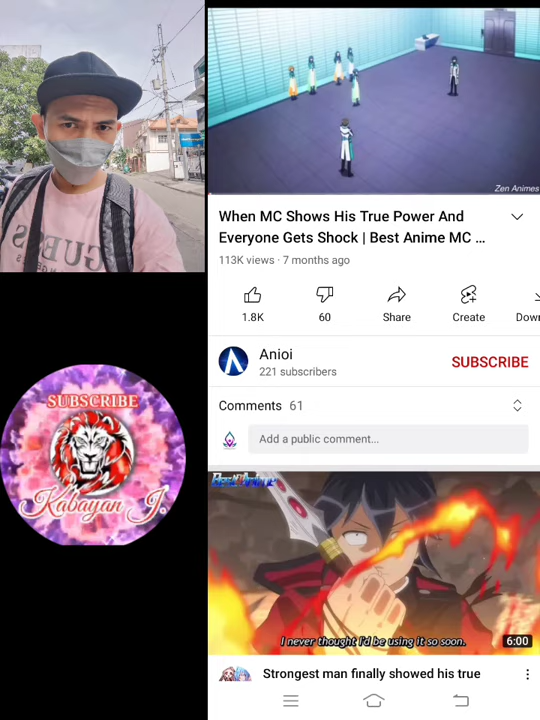 GUESS
SUBSCRIBE
Kabayan J.
Zen Animes
When MC Shows His True Power And
Everyone Gets Shock | Best Anime MC ...
113K views · 7 months ago
1.8K
60
Share
Create
Down
Anioi
221 subscribers
SUBSCRIBE
Comments 61
Add a public comment...
I never thought I'd be using it so soon.
6:00
Strongest man finally showed his true